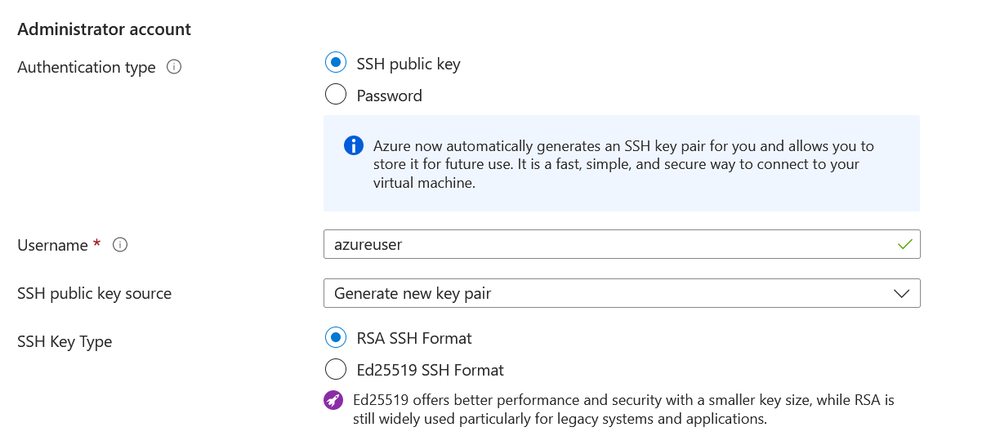 Administrator account
Authentication type
SSH public key
Password
Azure now automatically generates an SSH key pair for you and allows you to
store it for future use. It is a fast, simple, and secure way to connect to your
virtual machine.
Username *
azureuser
SSH public key source
Generate new key pair
SSH Key Type
RSA SSH Format
Ed25519 SSH Format
Ed25519 offers better performance and security with a smaller key size, while RSA is
still widely used particularly for legacy systems and applications.